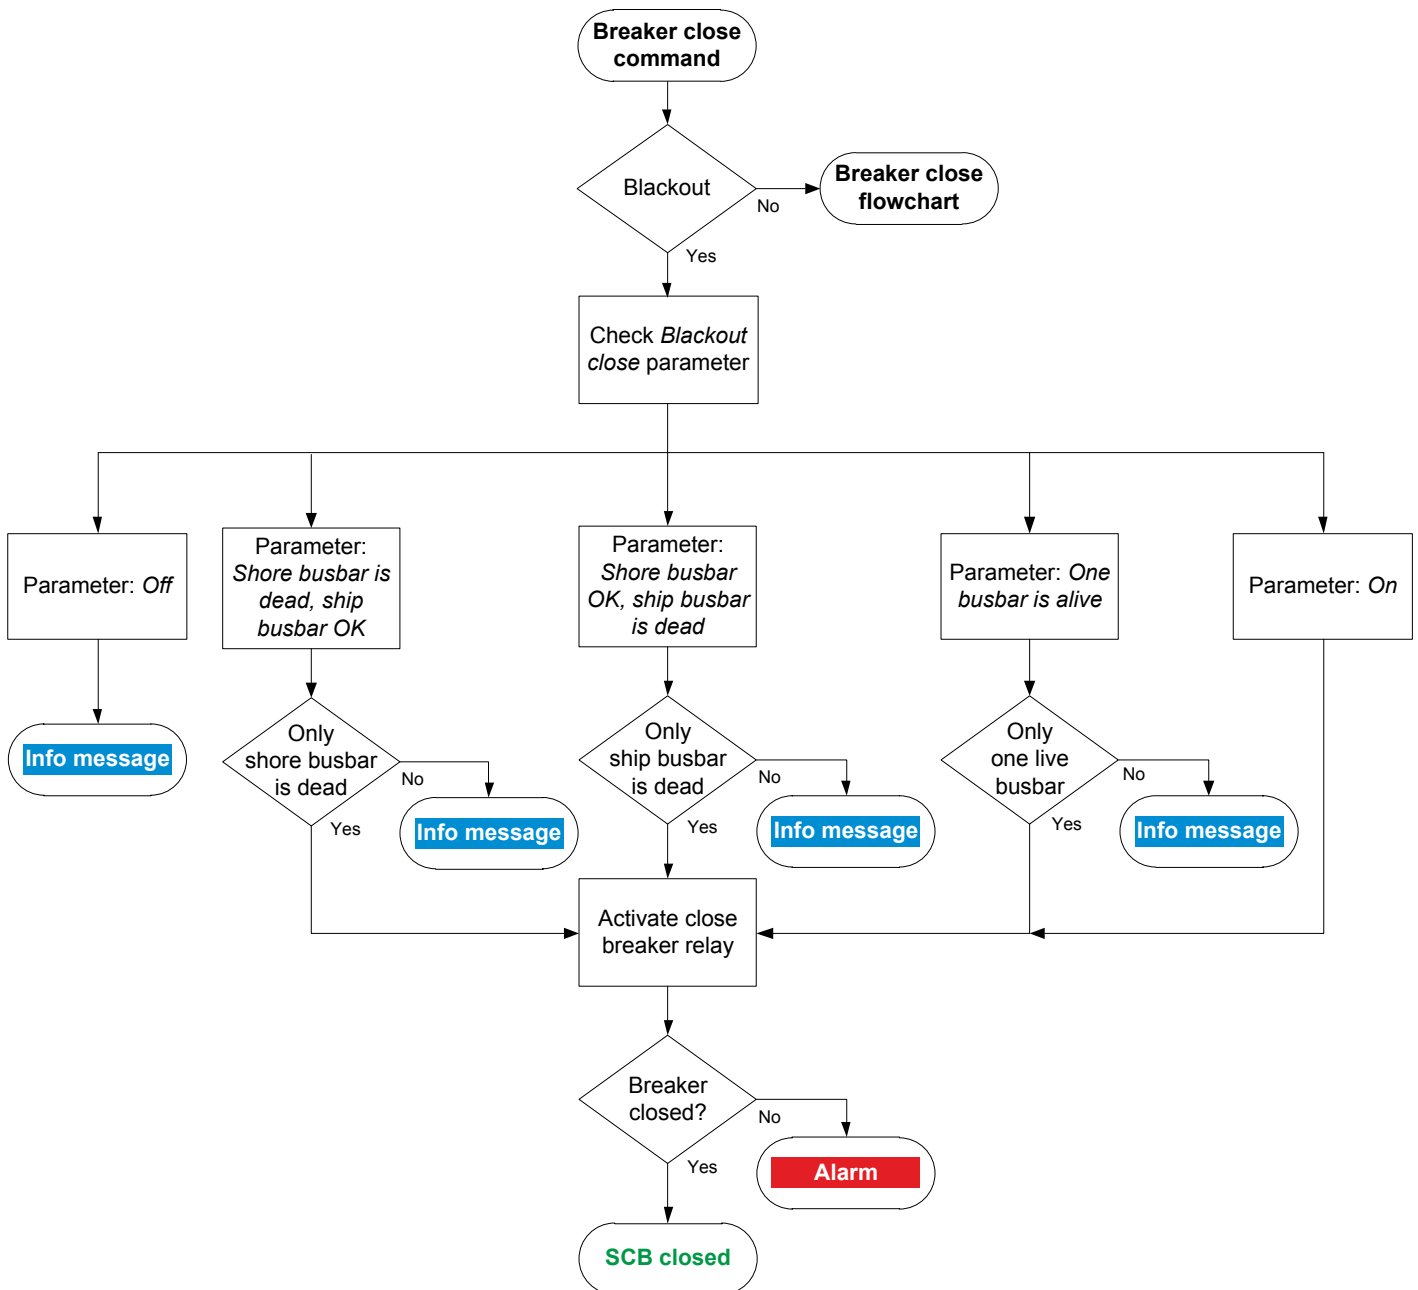 Breaker close
command
Blackout
No
Breaker close
flowchart
Yes
Check Blackout
close parameter
Parameter: Off
Parameter:
Shore busbar is
dead, ship
busbar OK
Parameter:
Shore busbar
OK, ship busbar
is dead
Parameter: One
busbar is alive
Parameter: On
Info message
Only
shore busbar
is dead
No
Yes
Info message
Only
ship busbar
is dead
No
Yes
Info message
Only
one live
busbar
No
Yes
Info message
Activate close
breaker relay
Breaker
closed?
No
Yes
Alarm
SCB closed